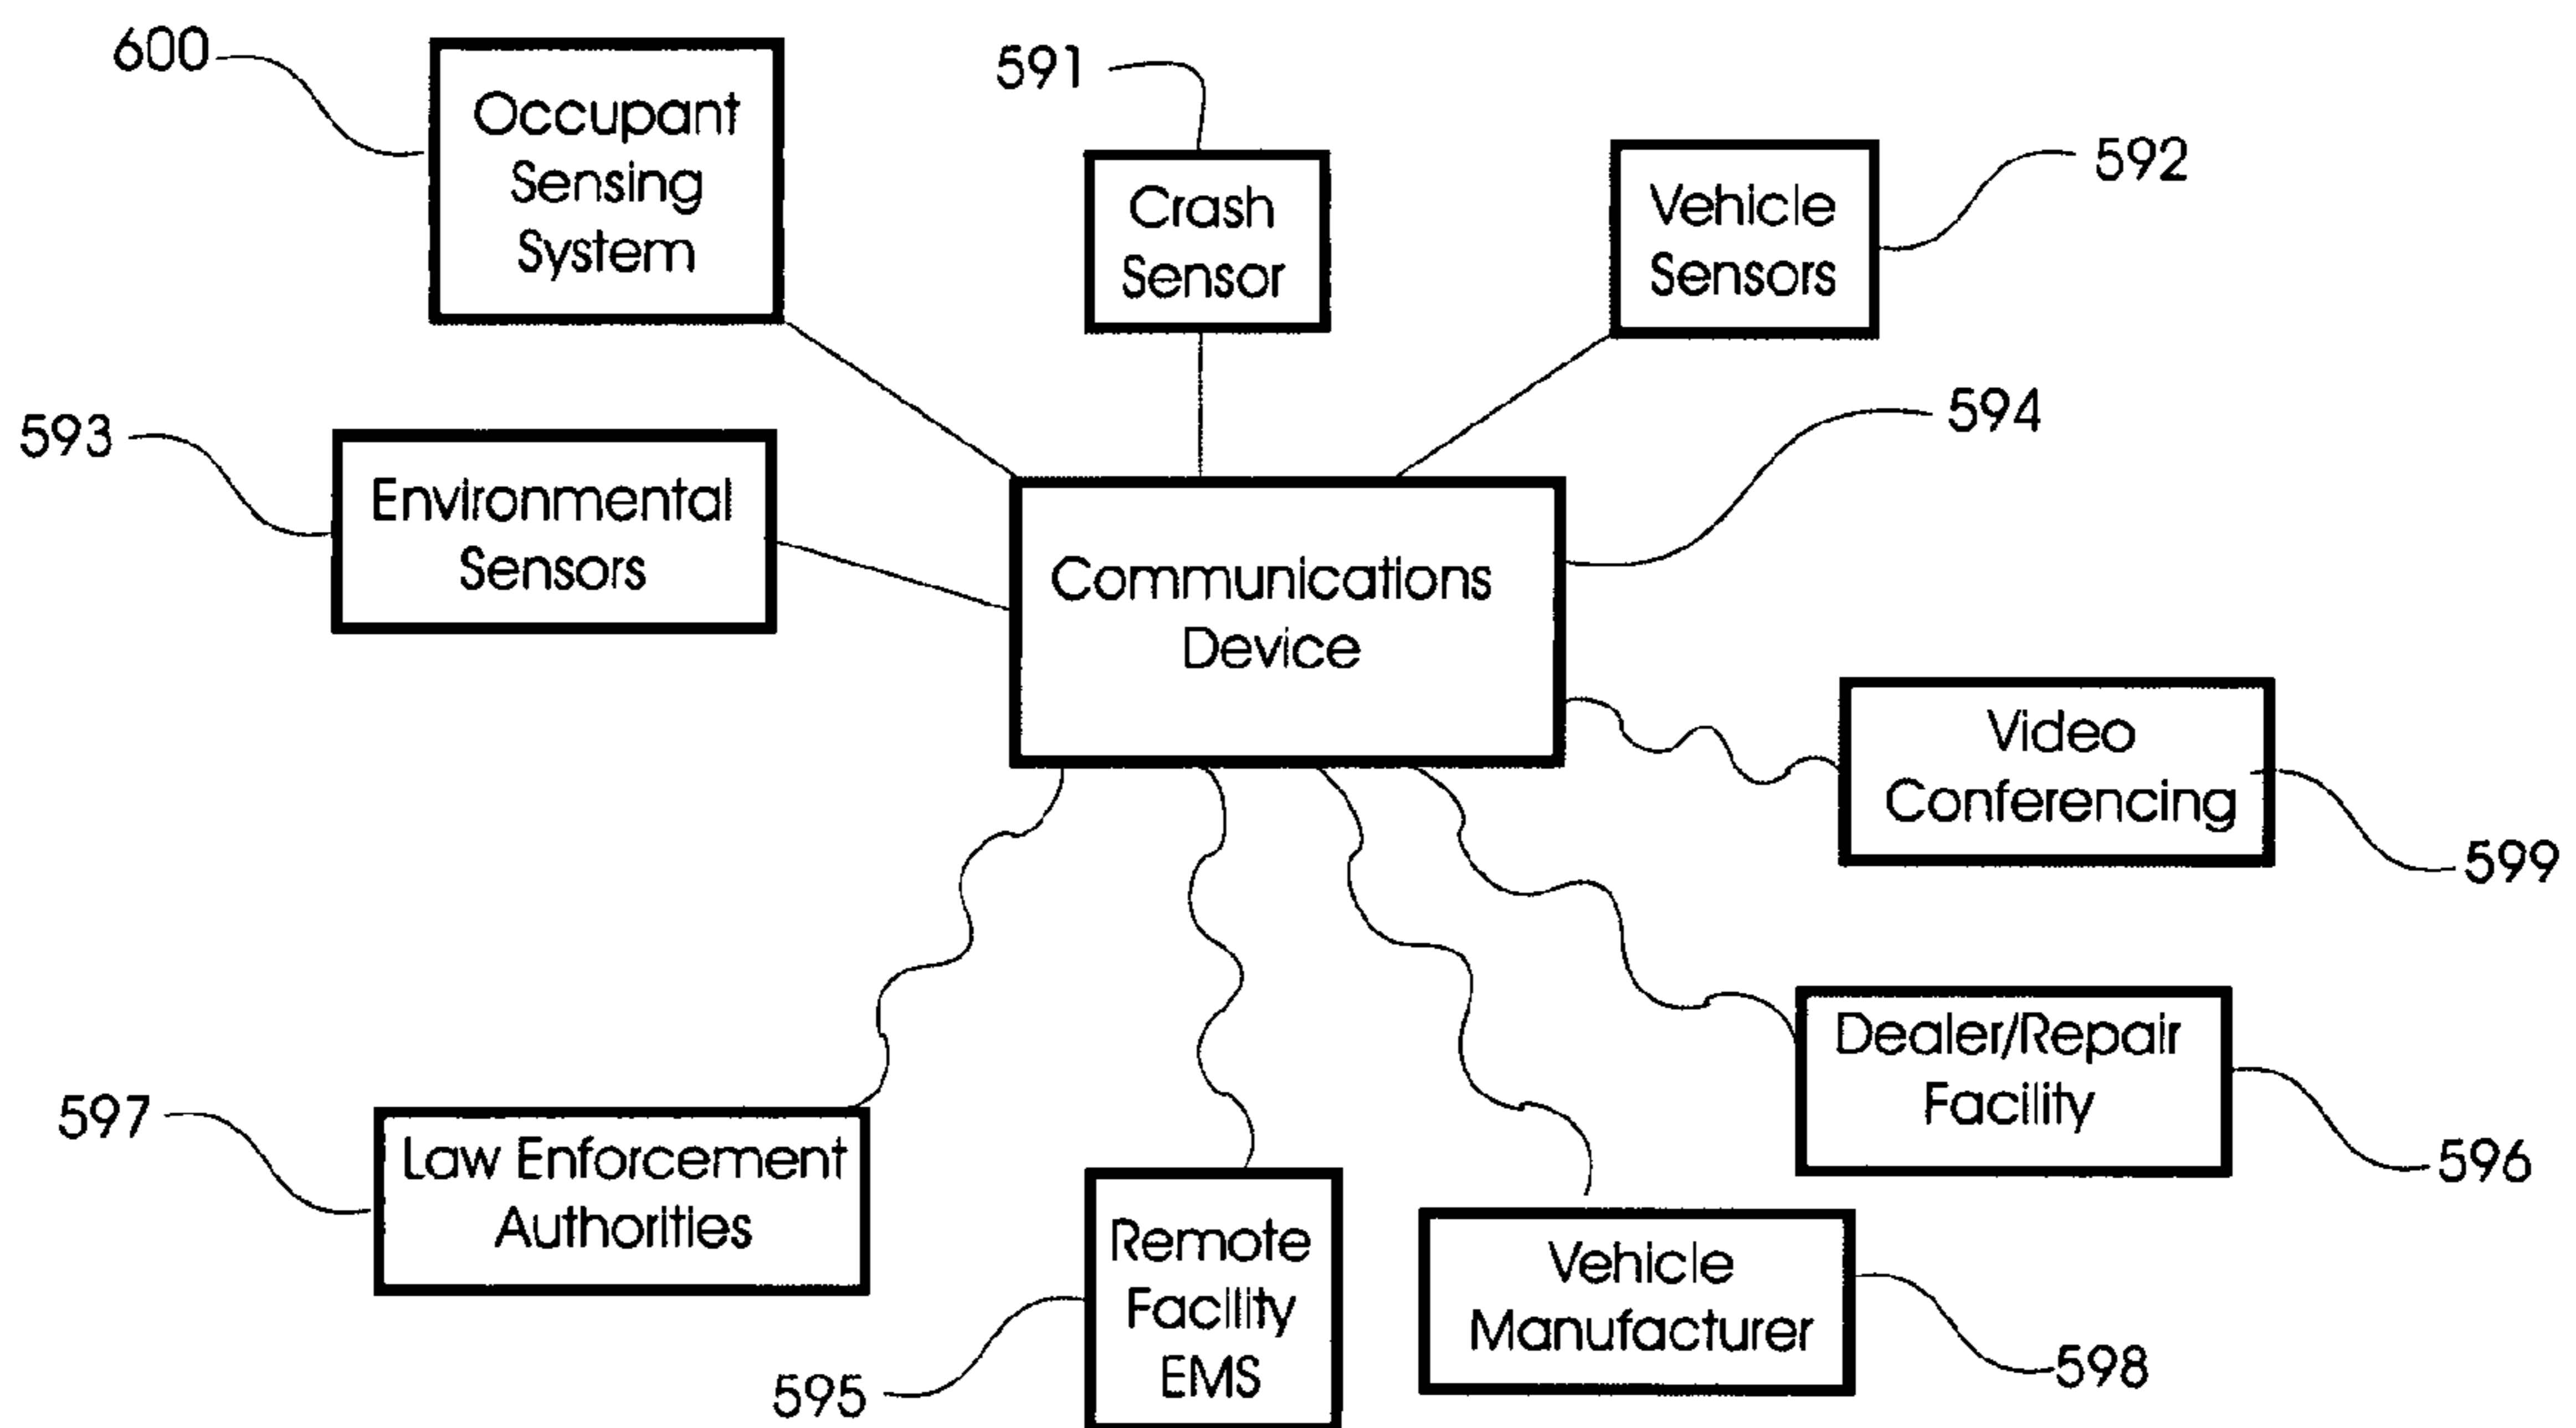 600
Occupant
Sensing
System
591
Crash
Sensor
592
Vehicle
Sensors
593
Environmental
Sensors
594
Communications
Device
Video
Conferencing
599
Dealer/Repair
Facility
596
597
Law Enforcement
Authorities
595
Remote
Facility
EMS
Vehicle
Manufacturer
598